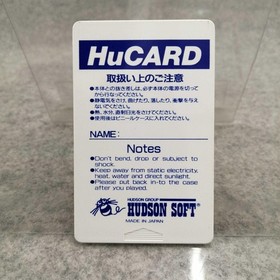 HuCARD
取扱い上のご注意
●本体との抜き差しは、必ず本体の電源を切って
から行なってください。
●静電気をさけ、曲げたり、落したり、衝撃を与え
ないでください。
●熱、水分、直射日光をさけてください。
●使用後はビニールケースに入れてください。
NAME:
Notes
●Don't bend, drop or subject to
shock.
●Keep away from static electricity,
heat, water and direct sunlight.
●Please put back in to the case
after you played.
HUDSON GROUP
HUDSON SOFT
MADE IN JAPAN